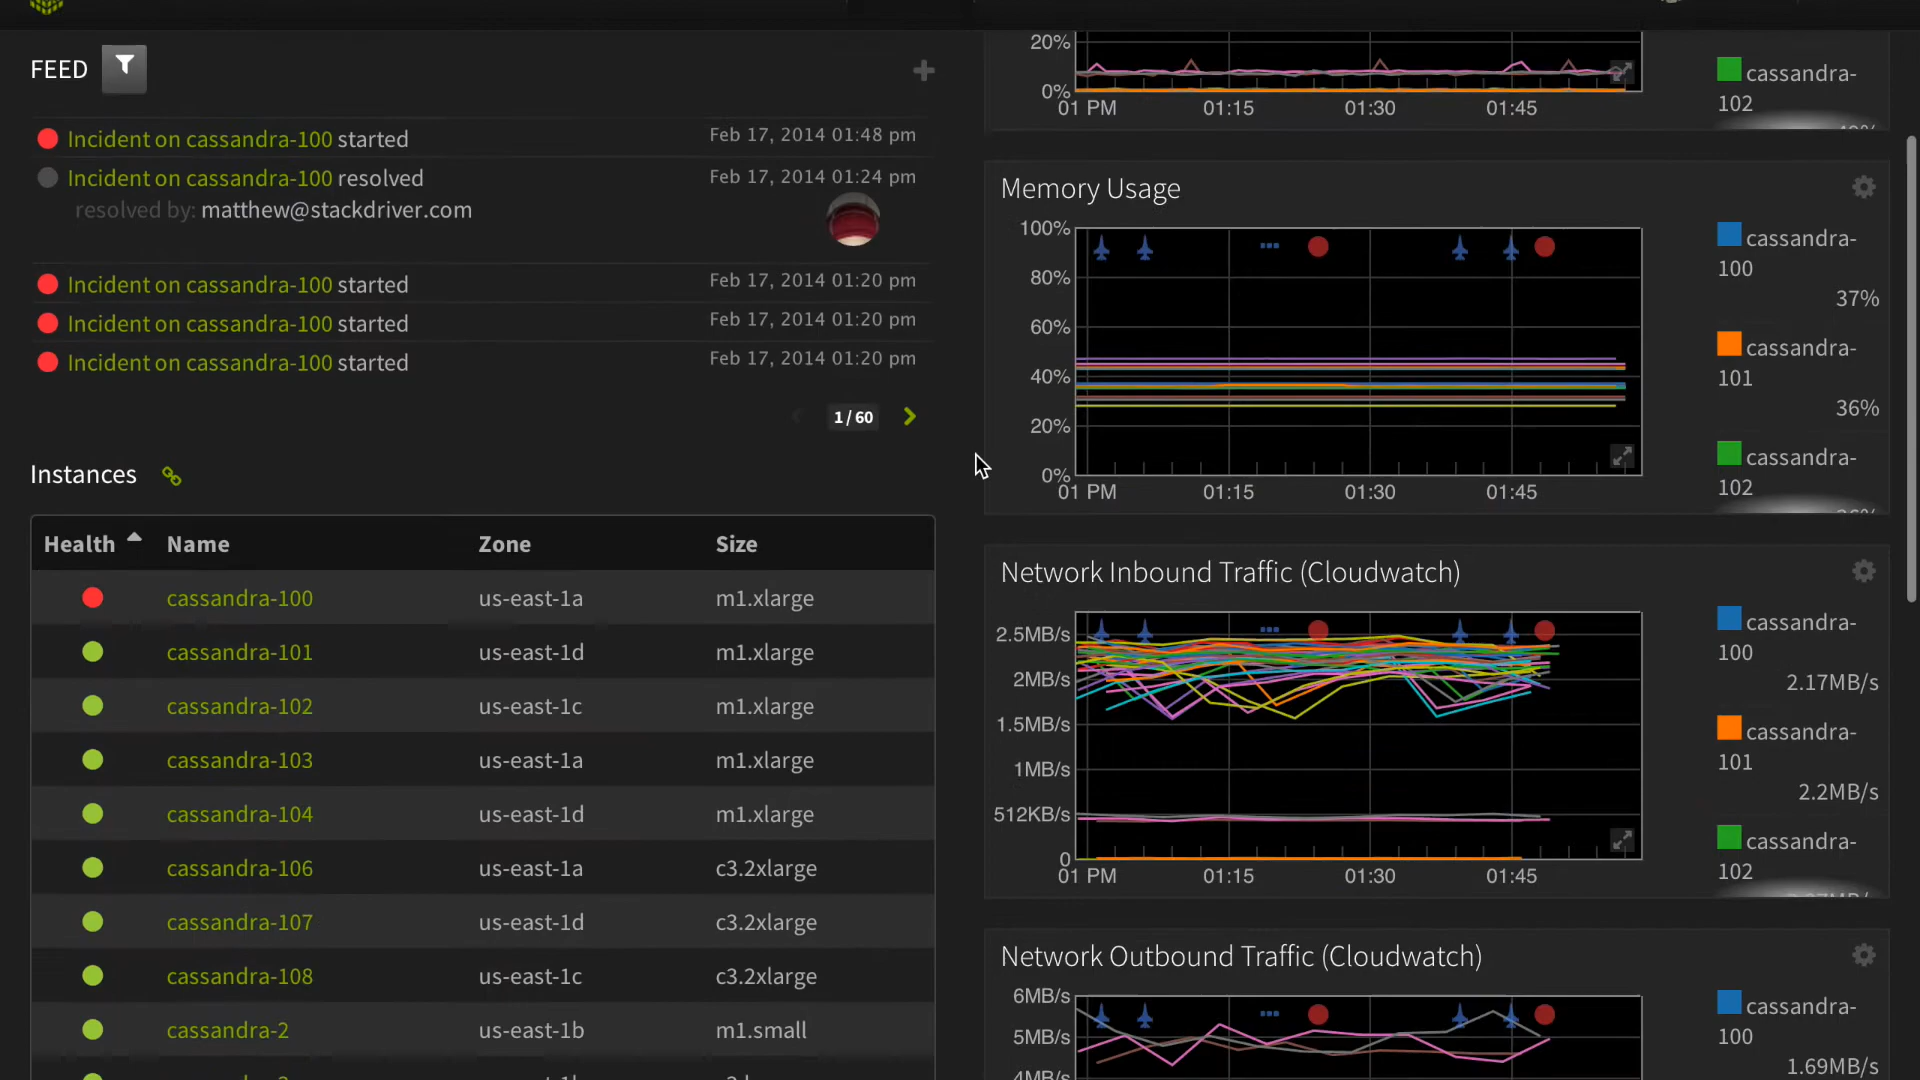 FEED
Incident on cassandra-100 started Feb 17, 2014 01:48 pm
Incident on cassandra-100 resolved Feb 17, 2014 01:24 pm
resolved by: matthew@stackdriver.com
Incident on cassandra-100 started Feb 17, 2014 01:20 pm
Incident on cassandra-100 started Feb 17, 2014 01:20 pm
Incident on cassandra-100 started Feb 17, 2014 01:20 pm
1 / 60
Instances
Health Name Zone Size
cassandra-100 us-east-1a m1.xlarge
cassandra-101 us-east-1d m1.xlarge
cassandra-102 us-east-1c m1.xlarge
cassandra-103 us-east-1a m1.xlarge
cassandra-104 us-east-1d m1.xlarge
cassandra-106 us-east-1a c3.2xlarge
cassandra-107 us-east-1d c3.2xlarge
cassandra-108 us-east-1c c3.2xlarge
cassandra-2 us-east-1b m1.small
20%
0%
01 PM 01:15 01:30 01:45
cassandra-
102
Memory Usage
100%
80%
60%
40%
20%
0%
01 PM 01:15 01:30 01:45
cassandra-
100
37%
cassandra-
101
36%
cassandra-
102
Network Inbound Traffic (Cloudwatch)
2.5MB/s
2MB/s
1.5MB/s
1MB/s
512KB/s
0
01 PM 01:15 01:30 01:45
cassandra-
100
2.17MB/s
cassandra-
101
2.2MB/s
cassandra-
102
Network Outbound Traffic (Cloudwatch)
6MB/s
5MB/s
4MB/s
cassandra-
100
1.69MB/s